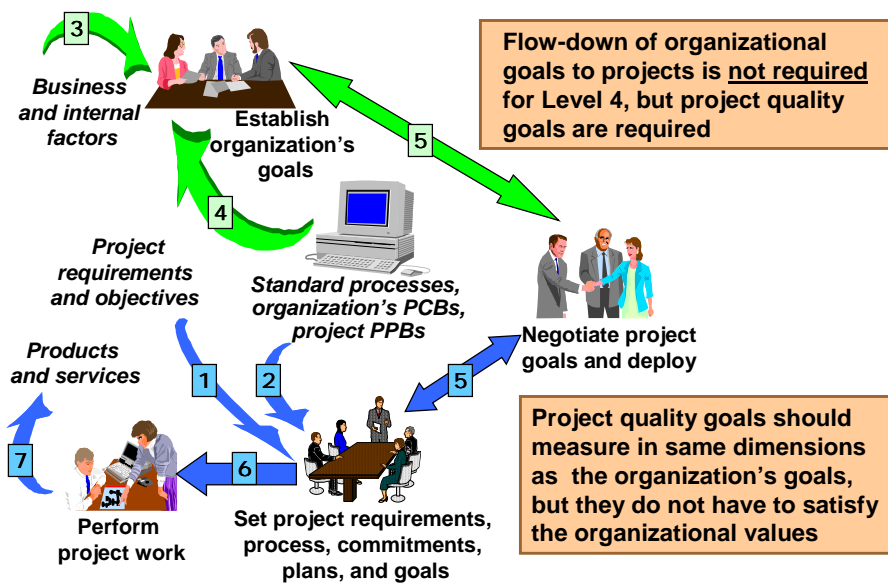 3
Business
and internal
factors
Establish
organization's
goals
5
Flow-down of organizational
goals to projects is not required
for Level 4, but project quality
goals are required
4
Project
requirements
and objectives
Standard processes,
organization's PCBs,
project PPBs
Negotiate project
goals and deploy
Products
and services
1
2
5
7
6
Perform
project work
Set project requirements,
process, commitments,
plans, and goals
Project quality goals should
measure in same dimensions
as the organization's goals,
but they do not have to satisfy
the organizational values